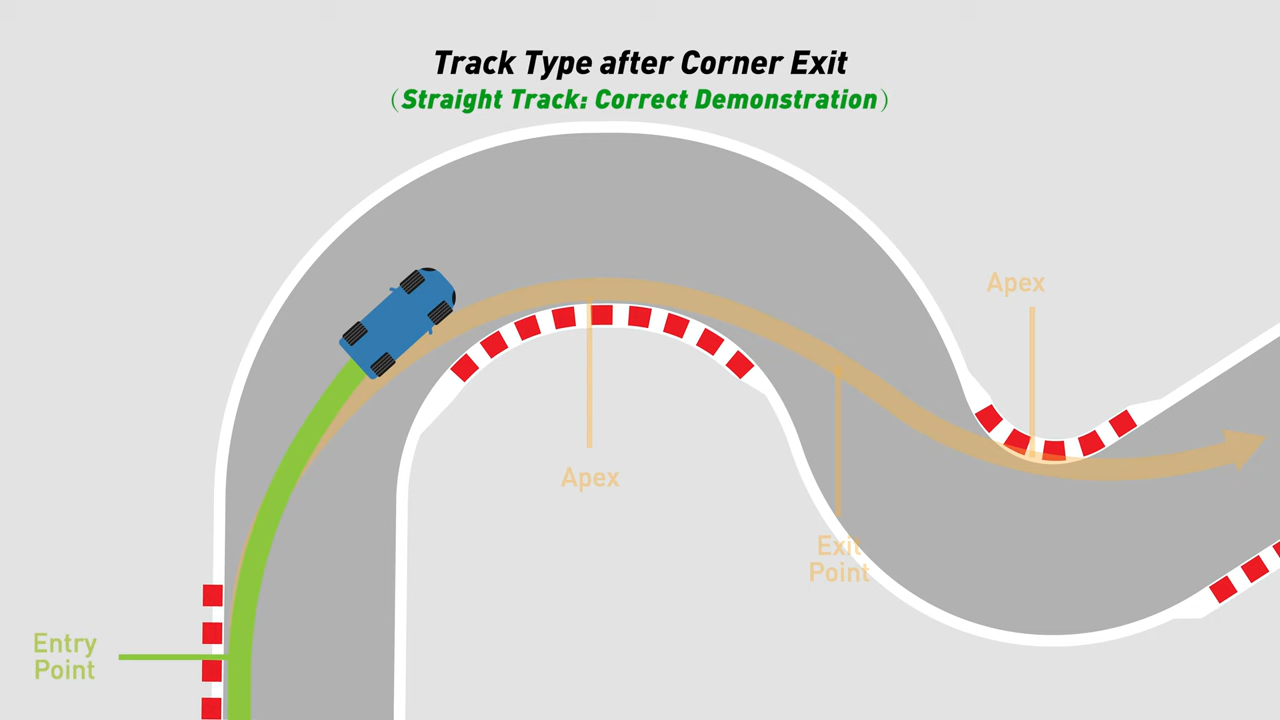 Track Type after Corner Exit
（Straight Track: Correct Demonstration）
Apex
Apex
Exit
Point
Entry
Point